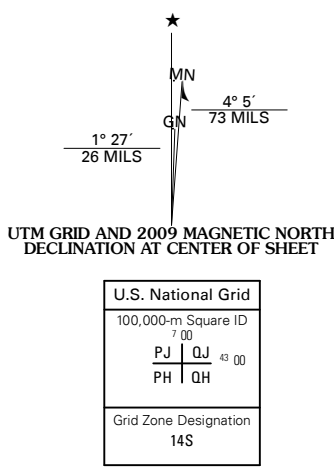 ★
MN
4° 5´
73 MILS
GN
1° 27´
26 MILS
UTM GRID AND 2009 MAGNETIC NORTH
DECLINATION AT CENTER OF SHEET
U.S. National Grid
100,000-m Square ID
7 00
PJ QJ 43 00
PH QH
Grid Zone Designation
14S